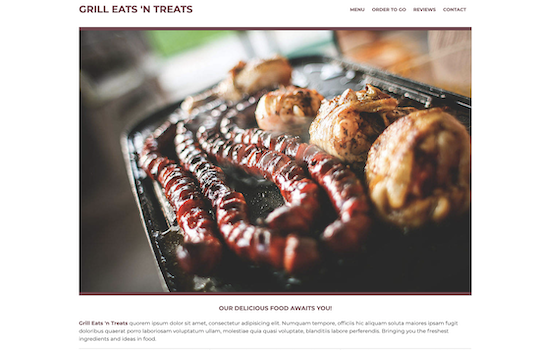 GRILL EATS 'N TREATS
MENU ORDER TO GO REVIEWS CONTACT
OUR DELICIOUS FOOD AWAITS YOU!
Grill Eats 'n Treats quorem ipsum dolor sit amet, consectetur adipisicing elit. Numquam tempore, officiis hic aliquam soluta maiores ipsam fugit
doloribus quaerat porro laboriosam voluptatum ullam, molestiae quia quasi voluptate, blanditiis labore perferendis. Bringing you the freshest
ingredients and ideas in food.